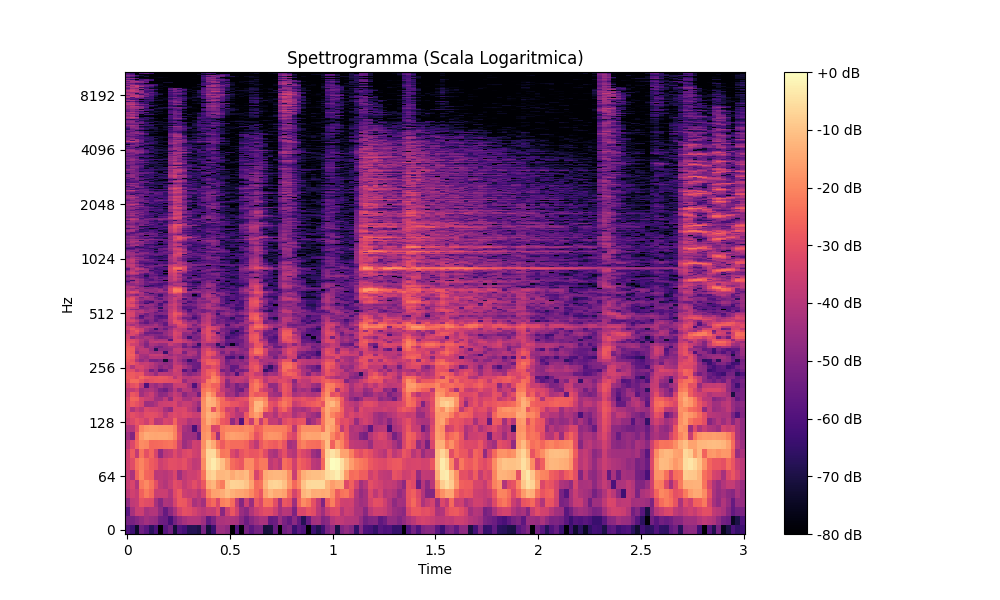 Spettrogramma (Scala Logaritmica)
Hz
8192
4096
2048
1024
512
256
128
64
0
0
0.5
1
1.5
2
2.5
3
Time
+0 dB
-10 dB
-20 dB
-30 dB
-40 dB
-50 dB
-60 dB
-70 dB
-80 dB